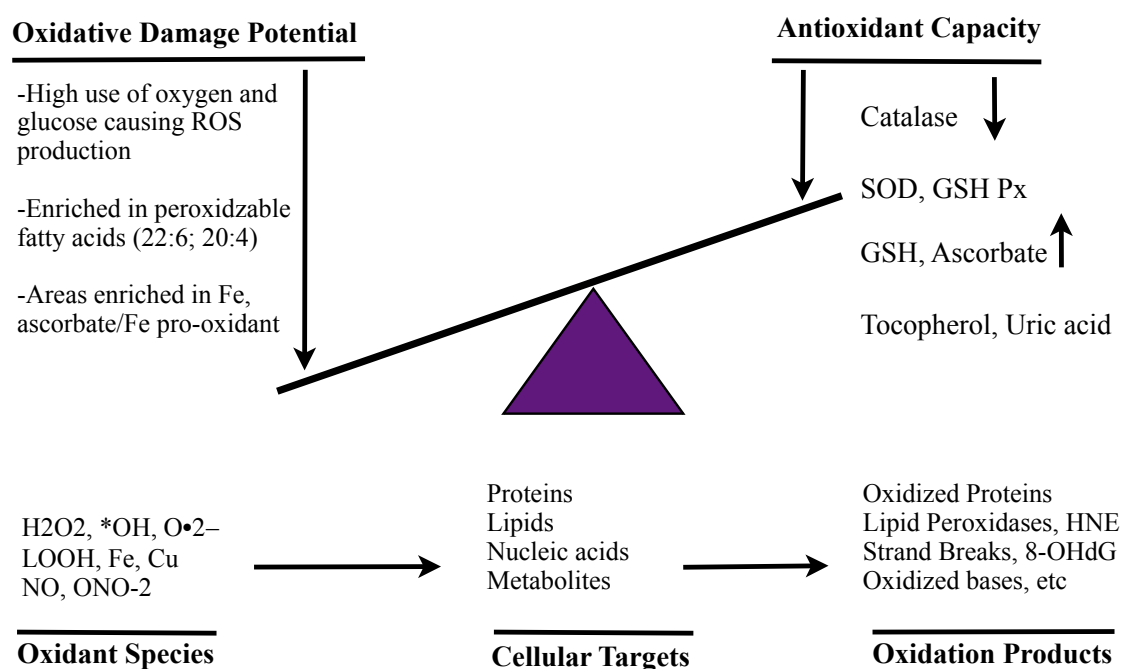 Oxidative Damage Potential
-High use of oxygen and
glucose causing ROS
production
-Enriched in peroxidzable
fatty acids (22:6; 20:4)
-Areas enriched in Fe,
ascorbate/Fe pro-oxidant
Antioxidant Capacity
Catalase
SOD, GSH Px
GSH, Ascorbate
Tocopherol, Uric acid
H2O2, *OH, O•2–
LOOH, Fe, Cu
NO, ONO-2
Oxidant Species
Proteins
Lipids
Nucleic acids
Metabolites
Cellular Targets
Oxidized Proteins
Lipid Peroxidases, HNE
Strand Breaks, 8-OHdG
Oxidized bases, etc
Oxidation Products